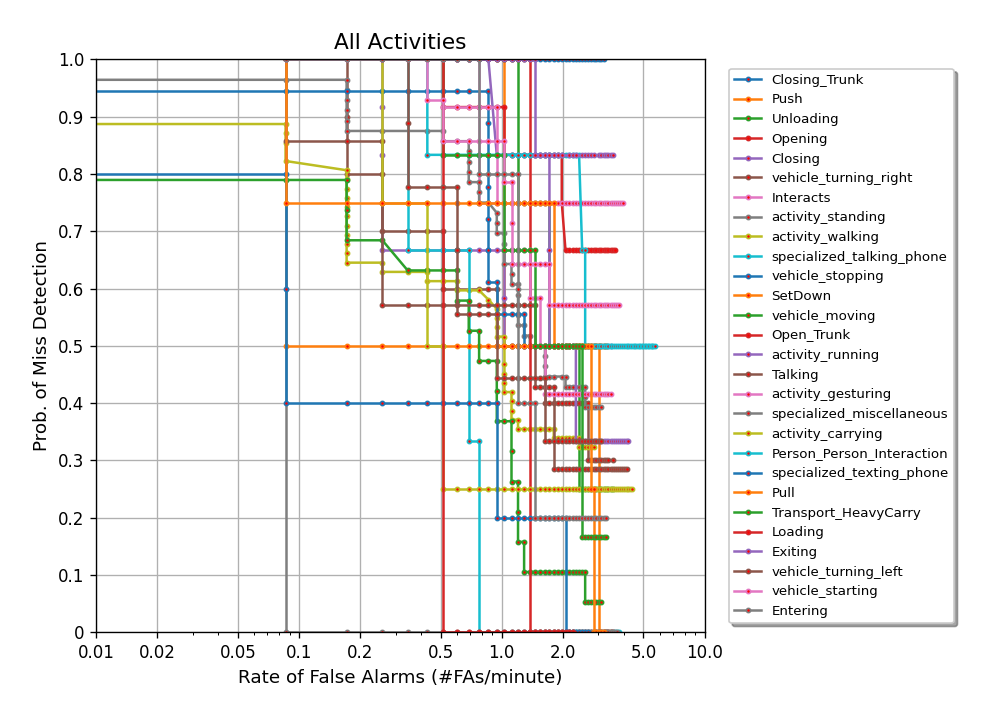 All Activities
Prob. of Miss Detection
1.0
0.9
0.8
0.7
0.6
0.5
0.4
0.3
0.2
0.1
0
0.01 0.02 0.05 0.1 0.2 0.5 1.0 2.0 5.0 10.0
Rate of False Alarms (#FAs/minute)
Closing_Trunk
Push
Unloading
Opening
Closing
vehicle_turning_right
Interacts
activity_standing
activity_walking
specialized_talking_phone
vehicle_stopping
SetDown
vehicle_moving
Open_Trunk
activity_running
Talking
activity_gesturing
specialized_miscellaneous
activity_carrying
Person_Person_Interaction
specialized_texting_phone
Pull
Transport_HeavyCarry
Loading
Exiting
vehicle_turning_left
vehicle_starting
Entering